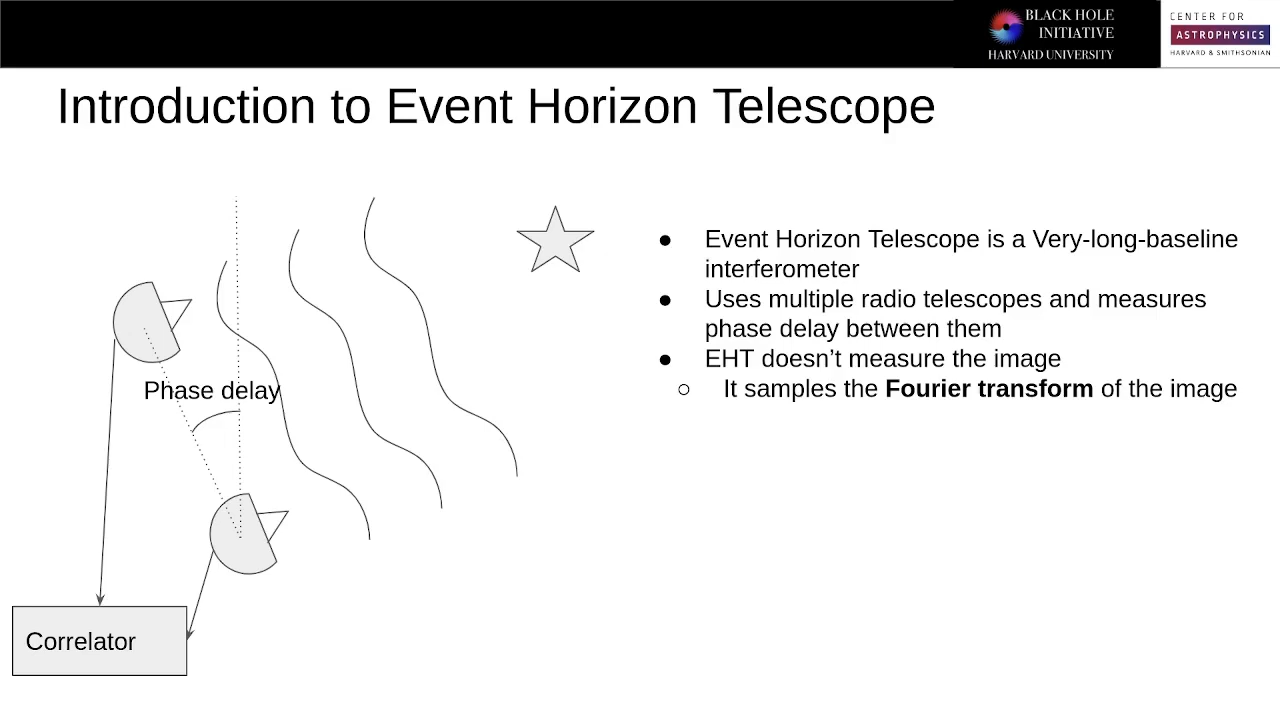 BLACK HOLE
INITIATIVE
HARVARD UNIVERSITY
CENTER FOR
ASTROPHYSICS
HARVARD & SMITHSONIAN
Introduction to Event Horizon Telescope
Phase delay
Correlator
● Event Horizon Telescope is a Very-long-baseline
interferometer
● Uses multiple radio telescopes and measures
phase delay between them
● EHT doesn’t measure the image
○ It samples the Fourier transform of the image